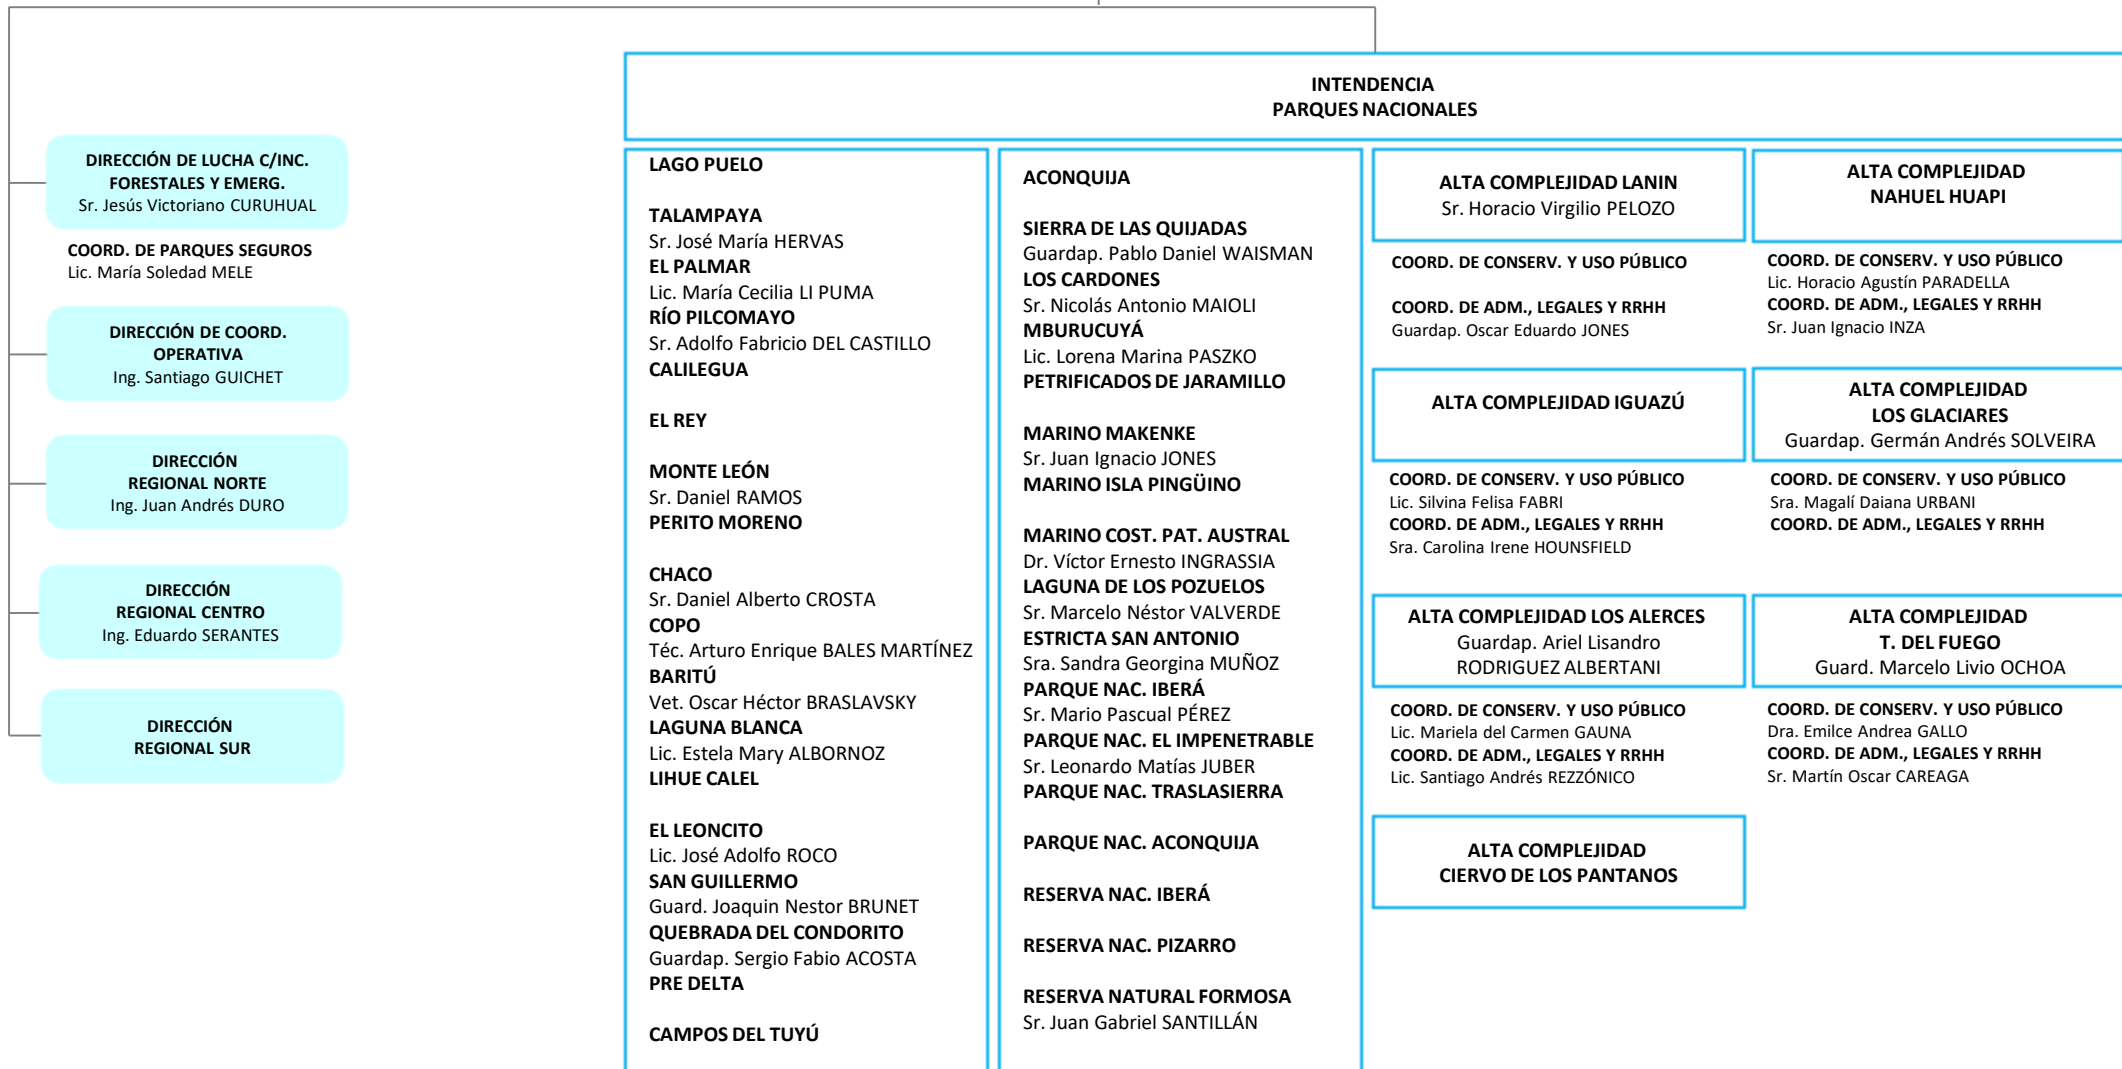 INTENDENCIA
PARQUES NACIONALES
DIRECCIÓN DE LUCHA C/INC.
FORESTALES Y EMERG.
Sr. Jesús Victoriano CURUHUAL
COORD. DE PARQUES SEGUROS
Lic. María Soledad MELE
DIRECCIÓN DE COORD.
OPERATIVA
Ing. Santiago GUICHET
DIRECCIÓN
REGIONAL NORTE
Ing. Juan Andrés DURO
DIRECCIÓN
REGIONAL CENTRO
Ing. Eduardo SERANTES
DIRECCIÓN
REGIONAL SUR
LAGO PUELO
TALAMPAYA
Sr. José María HERVAS
EL PALMAR
Lic. María Cecilia LI PUMA
RÍO PILCOMAYO
Sr. Adolfo Fabricio DEL CASTILLO
CALILEGUA
EL REY
MONTE LEÓN
Sr. Daniel RAMOS
PERITO MORENO
CHACO
Sr. Daniel Alberto CROSTA
COPO
Téc. Arturo Enrique BALES MARTÍNEZ
BARITÚ
Vet. Oscar Héctor BRASLAVSKY
LAGUNA BLANCA
Lic. Estela Mary ALBORNOZ
LIHUE CALEL
EL LEONCITO
Lic. José Adolfo ROCO
SAN GUILLERMO
Guard. Joaquin Nestor BRUNET
QUEBRADA DEL CONDORITO
Guardap. Sergio Fabio ACOSTA
PRE DELTA
CAMPOS DEL TUYÚ
ACONQUIJA
SIERRA DE LAS QUIJADAS
Guardap. Pablo Daniel WAISMAN
LOS CARDONES
Sr. Nicolás Antonio MAIOLI
MBURUCUYÁ
Lic. Lorena Marina PASZKO
PETRIFICADOS DE JARAMILLO
MARINO MAKENKE
Sr. Juan Ignacio JONES
MARINO ISLA PINGÜINO
MARINO COST. PAT. AUSTRAL
Dr. Víctor Ernesto INGRASSIA
LAGUNA DE LOS POZUELOS
Sr. Marcelo Néstor VALVERDE
ESTRICTA SAN ANTONIO
Sra. Sandra Georgina MUÑOZ
PARQUE NAC. IBERÁ
Sr. Mario Pascual PÉREZ
PARQUE NAC. EL IMPENETRABLE
Sr. Leonardo Matías JUBER
PARQUE NAC. TRASLASIERRA
PARQUE NAC. ACONQUIJA
RESERVA NAC. IBERÁ
RESERVA NAC. PIZARRO
RESERVA NATURAL FORMOSA
Sr. Juan Gabriel SANTILLÁN
ALTA COMPLEJIDAD LANIN
Sr. Horacio Virgilio PELOZO
COORD. DE CONSERV. Y USO PÚBLICO
COORD. DE ADM., LEGALES Y RRHH
Guardap. Oscar Eduardo JONES
ALTA COMPLEJIDAD IGUAZÚ
COORD. DE CONSERV. Y USO PÚBLICO
Lic. Silvina Felisa FABRI
COORD. DE ADM., LEGALES Y RRHH
Sra. Carolina Irene HOUNSFIELD
ALTA COMPLEJIDAD LOS ALERCES
Guardap. Ariel Lisandro
RODRIGUEZ ALBERTANI
COORD. DE CONSERV. Y USO PÚBLICO
Lic. Mariela del Carmen GAUNA
COORD. DE ADM., LEGALES Y RRHH
Lic. Santiago Andrés REZZÓNICO
ALTA COMPLEJIDAD
CIERVO DE LOS PANTANOS
ALTA COMPLEJIDAD
NAHUEL HUAPI
COORD. DE CONSERV. Y USO PÚBLICO
Lic. Horacio Agustín PARADELLA
COORD. DE ADM., LEGALES Y RRHH
Sr. Juan Ignacio INZA
ALTA COMPLEJIDAD
LOS GLACIARES
Guardap. Germán Andrés SOLVEIRA
COORD. DE CONSERV. Y USO PÚBLICO
Sra. Magalí Daiana URBANI
COORD. DE ADM., LEGALES Y RRHH
ALTA COMPLEJIDAD
T. DEL FUEGO
Guard. Marcelo Livio OCHOA
COORD. DE CONSERV. Y USO PÚBLICO
Dra. Emilce Andrea GALLO
COORD. DE ADM., LEGALES Y RRHH
Sr. Martín Oscar CAREAGA